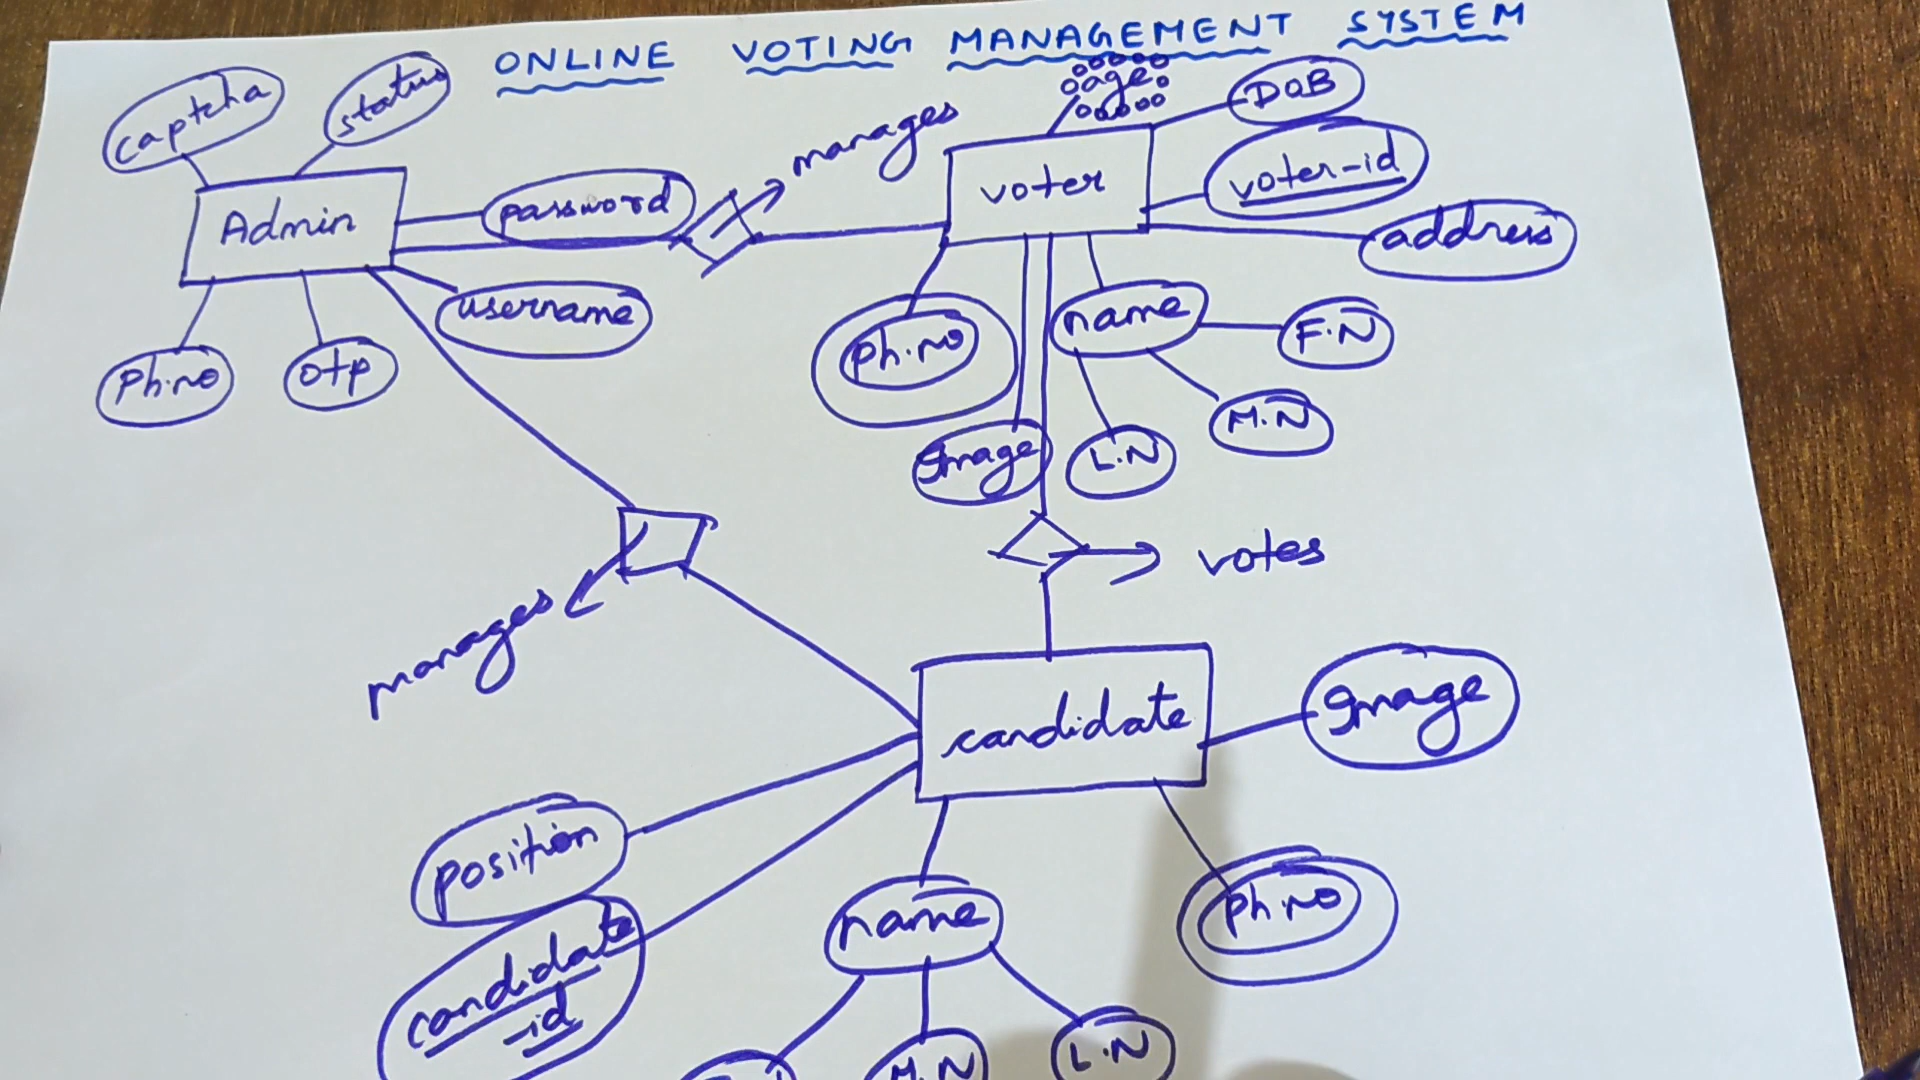 ONLINE VOTING MANAGEMENT SYSTEM
captcha
status
age
DOB
manages
Admin
password
voter
voter-id
address
username
ph.no
name
F.N
ph.no
otp
M.N
Image
L.N
votes
manages
candidate
Image
position
name
ph.no
candidate
-id
M.N
L.N